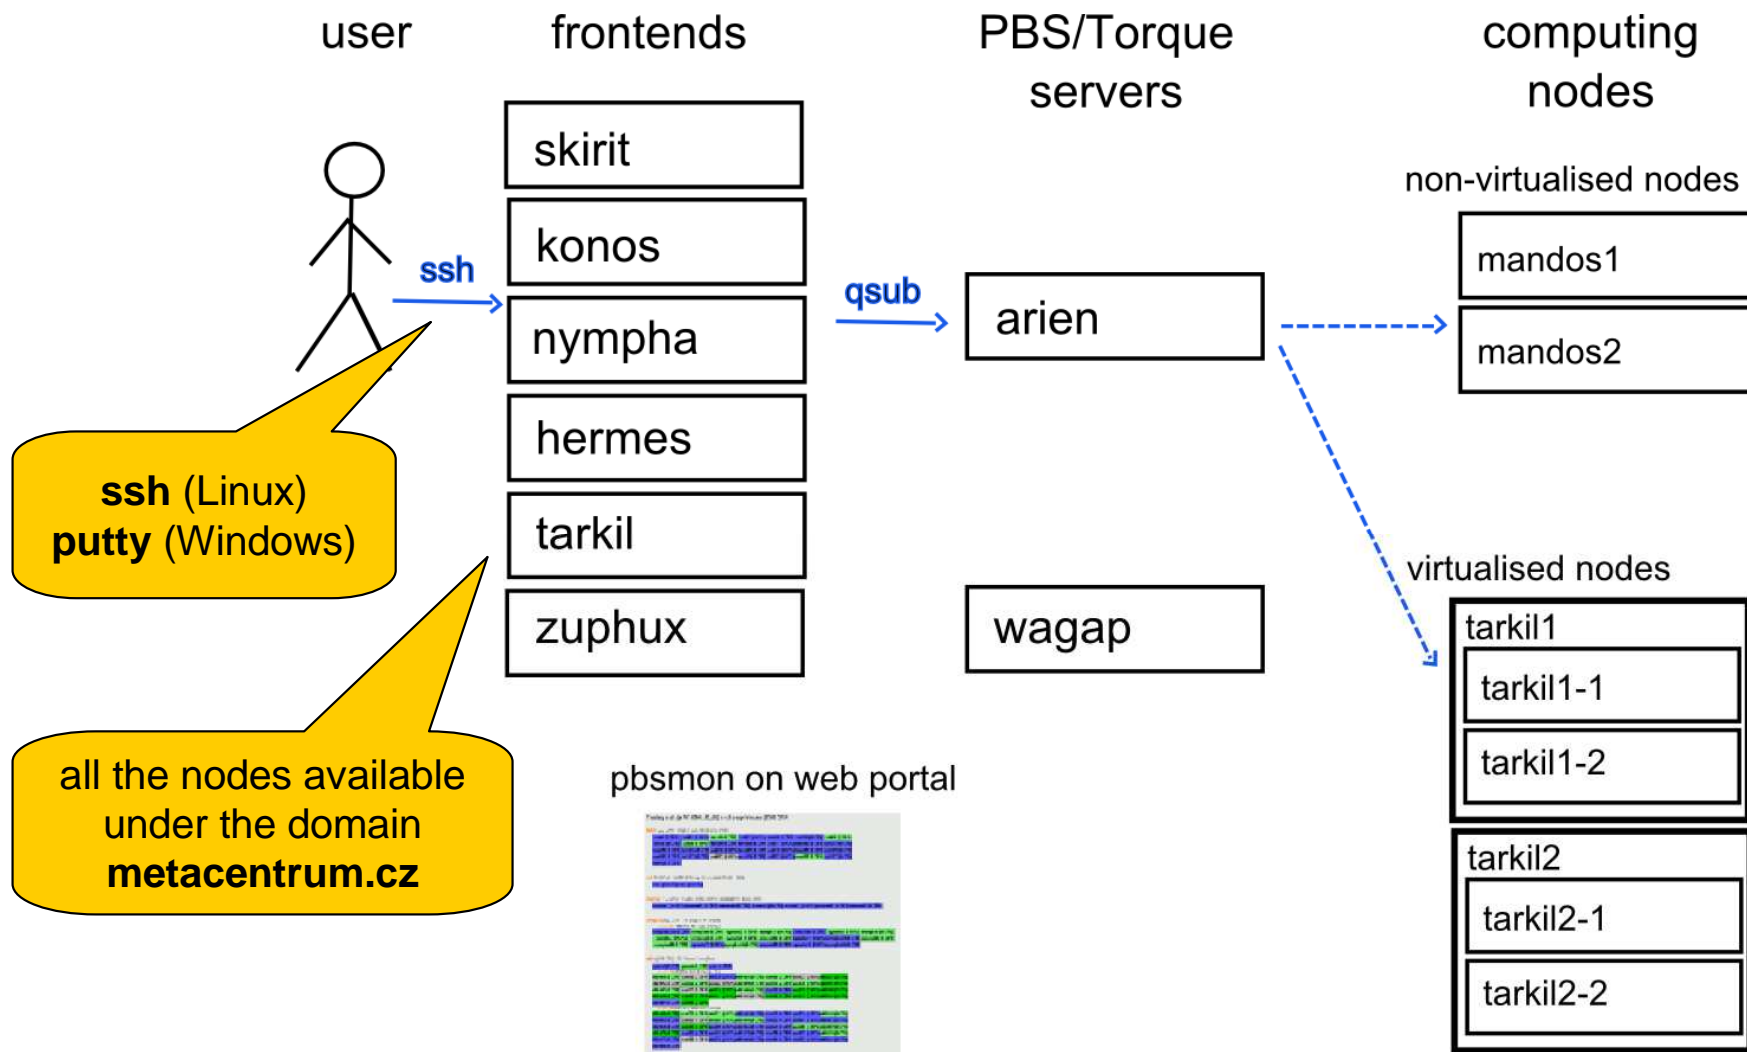 user
frontends
PBS/Torque
servers
computing
nodes
skirit
konos
nympha
hermes
tarkil
zuphux
ssh
qsub
arien
wagap
non-virtualised nodes
mandos1
mandos2
virtualised nodes
tarkil1
tarkil1-1
tarkil1-2
tarkil2
tarkil2-1
tarkil2-2
ssh (Linux)
putty (Windows)
all the nodes available
under the domain
metacentrum.cz
pbsmon on web portal